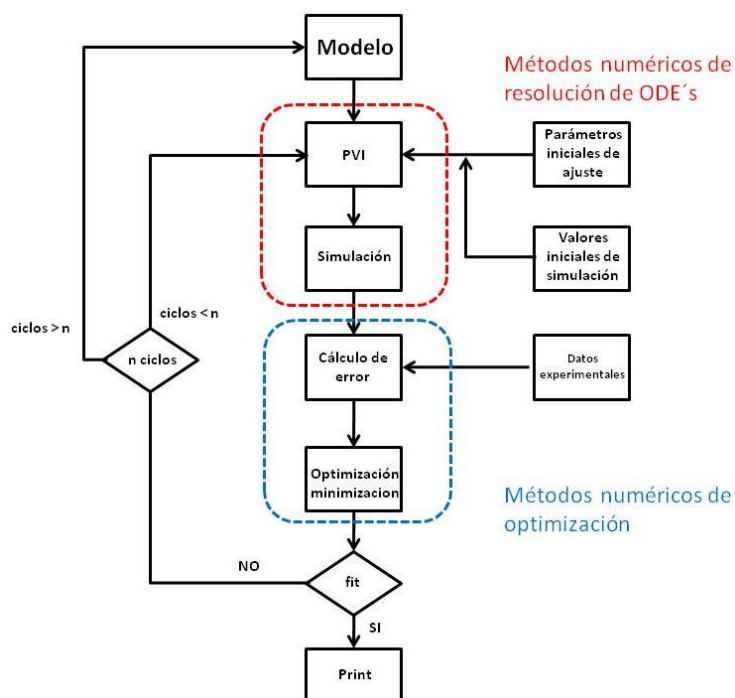 Modelo
Métodos numéricos de
resolución de ODE´s
PVI
Parámetros
iniciales de
ajuste
Simulación
Valores
iniciales de
simulación
ciclos > n
ciclos < n
n ciclos
Cálculo de
error
Datos
experimentales
Optimización
minimizacion
Métodos numéricos de
optimización
NO
fit
SI
Print